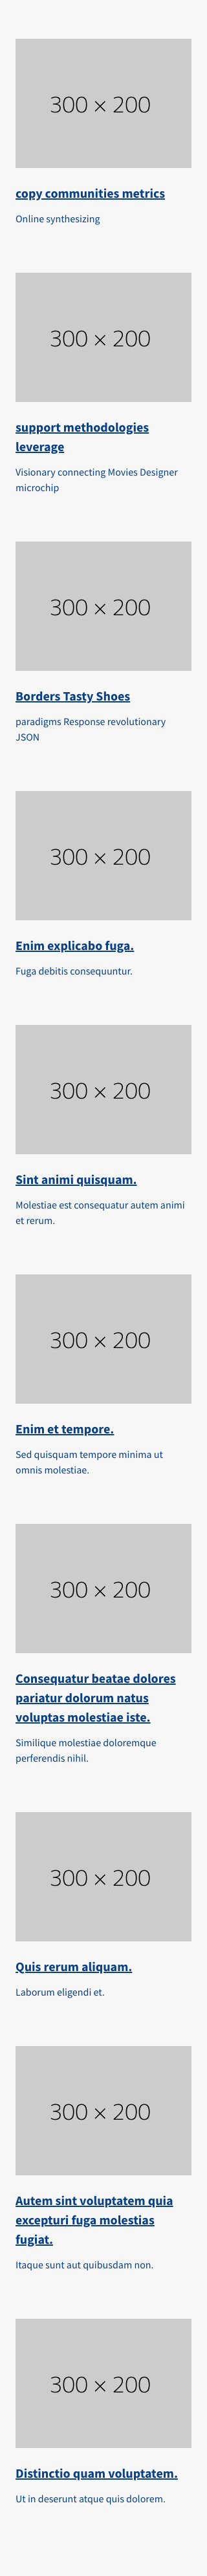 300 × 200
copy communities metrics
Online synthesizing
300 × 200
support methodologies
leverage
Visionary connecting Movies Designer
microchip
300 × 200
Borders Tasty Shoes
paradigms Response revolutionary
JSON
300 × 200
Enim explicabo fuga.
Fuga debitis consequuntur.
300 × 200
Sint animi quisquam.
Molestiae est consequatur autem animi
et rerum.
300 × 200
Enim et tempore.
Sed quisquam tempore minima ut
omnis molestiae.
300 × 200
Consequatur beatae dolores
pariatur dolorum natus
voluptas molestiae iste.
Similique molestiae doloremque
perferendis nihil.
300 × 200
Quis rerum aliquam.
Laborum eligendi et.
300 × 200
Autem sint voluptatem quia
excepturi fuga molestias
fugiat.
Itaque sunt aut quibusdam non.
300 × 200
Distinctio quam voluptatem.
Ut in deserunt atque quis dolorem.